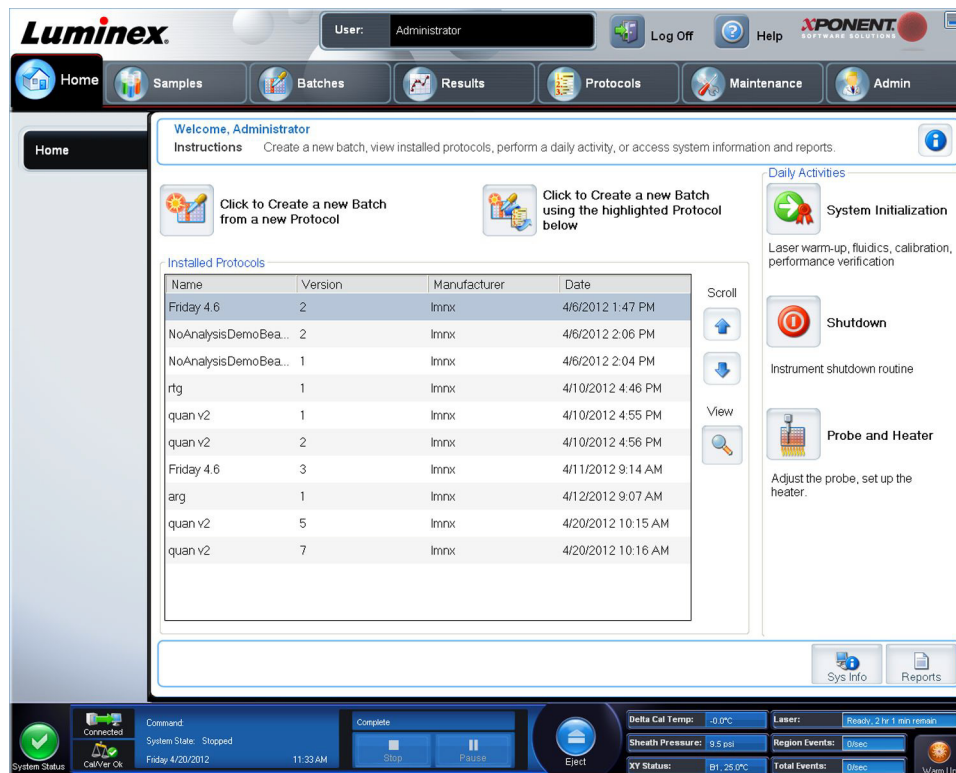 Luminex.
User: Administrator
Log Off
Help
XPONENT
SOFTWARE SOLUTIONS
Home
Samples
Batches
Results
Protocols
Maintenance
Admin
Home
Welcome, Administrator
Instructions Create a new batch, view installed protocols, perform a daily activity, or access system information and reports.
Click to Create a new Batch
from a new Protocol
Click to Create a new Batch
using the highlighted Protocol
below
Installed Protocols
Name Version Manufacturer Date
Friday 4.6 2 lmnx 4/6/2012 1:47 PM
NoAnalysisDemoBea... 2 lmnx 4/6/2012 2:06 PM
NoAnalysisDemoBea... 1 lmnx 4/6/2012 2:04 PM
rtg 1 lmnx 4/10/2012 4:46 PM
quan v2 1 lmnx 4/10/2012 4:55 PM
quan v2 2 lmnx 4/10/2012 4:56 PM
Friday 4.6 3 lmnx 4/11/2012 9:14 AM
arg 1 lmnx 4/12/2012 9:07 AM
quan v2 5 lmnx 4/20/2012 10:15 AM
quan v2 7 lmnx 4/20/2012 10:16 AM
Scroll
View
Daily Activities
System Initialization
Laser warm-up, fluidics, calibration,
performance verification
Shutdown
Instrument shutdown routine
Probe and Heater
Adjust the probe, set up the
heater.
Sys Info
Reports
System Status
Connected
Cal/Ver Ok
Command:
System State: Stopped
Friday 4/20/2012 11:33 AM
Complete
Stop
Pause
Eject
Delta Cal Temp: -0.0°C
Sheath Pressure: 9.5 psi
XY Status: B1, 25.0°C
Laser: Ready, 2 hr 1 min remain
Region Events: 0/sec
Total Events: 0/sec
Warm Up